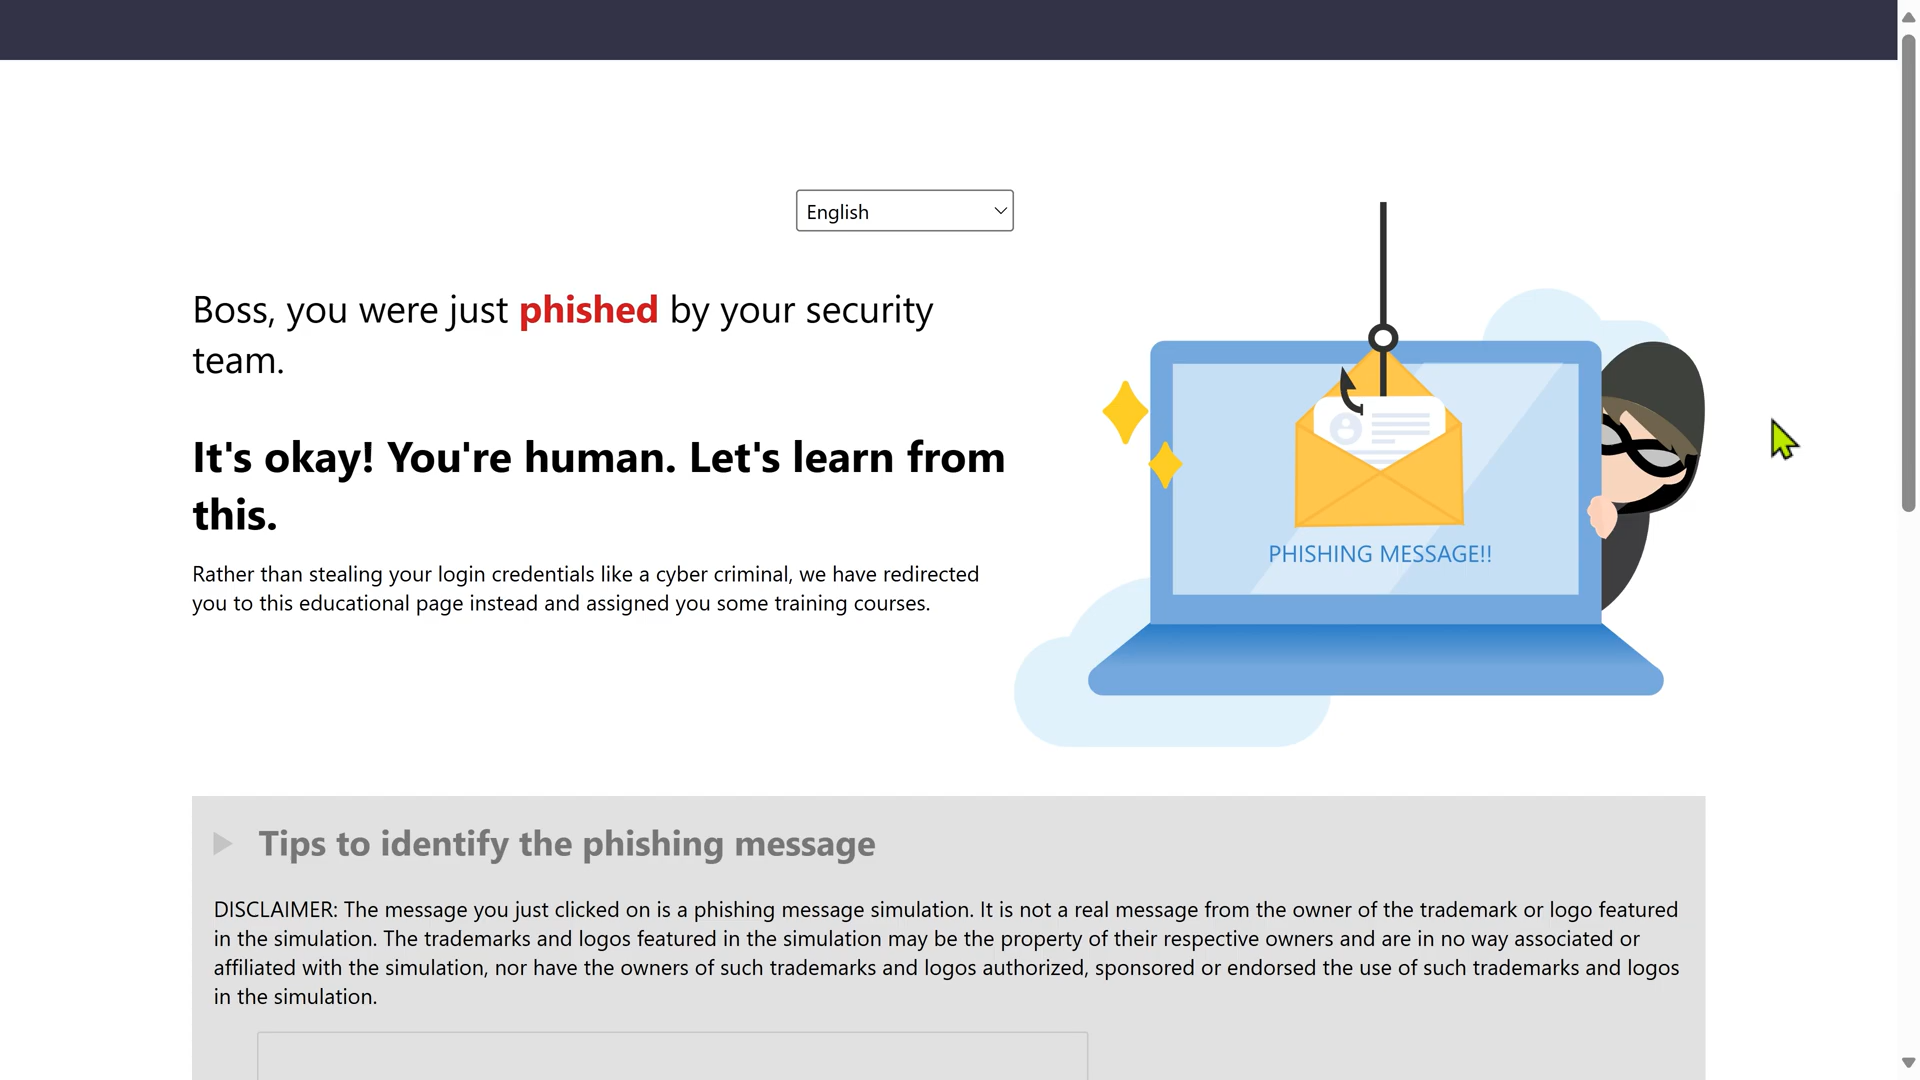 English
Boss, you were just phished by your security
team.
It's okay! You're human. Let's learn from
this.
Rather than stealing your login credentials like a cyber criminal, we have redirected
you to this educational page instead and assigned you some training courses.
PHISHING MESSAGE!!
Tips to identify the phishing message
DISCLAIMER: The message you just clicked on is a phishing message simulation. It is not a real message from the owner of the trademark or logo featured
in the simulation. The trademarks and logos featured in the simulation may be the property of their respective owners and are in no way associated or
affiliated with the simulation, nor have the owners of such trademarks and logos authorized, sponsored or endorsed the use of such trademarks and logos
in the simulation.